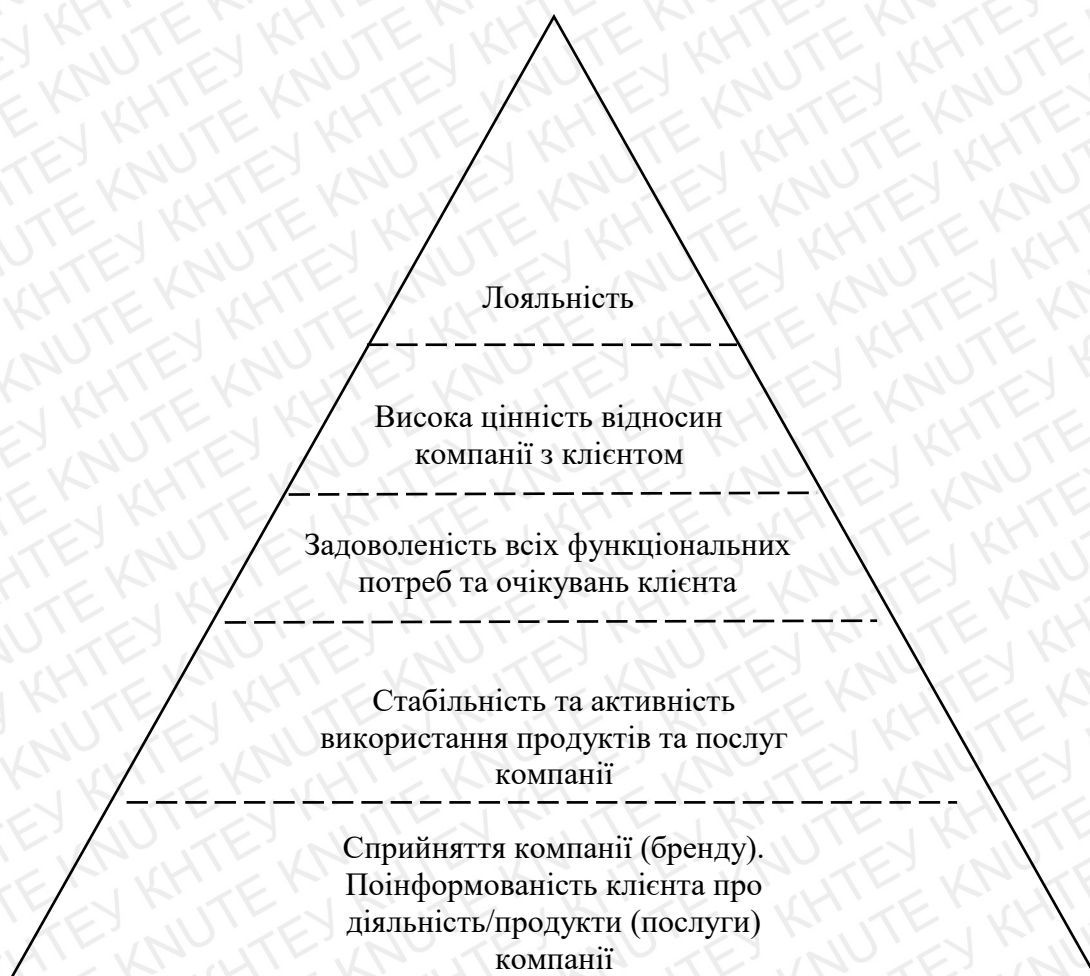 Лояльність
Висока цінність відносин
компанії з клієнтом
Задоволеність всіх функціональних
потреб та очікувань клієнта
Стабільність та активність
використання продуктів та послуг
компанії
Сприйняття компанії (бренду).
Поінформованість клієнта про
діяльність/продукти (послуги)
компанії